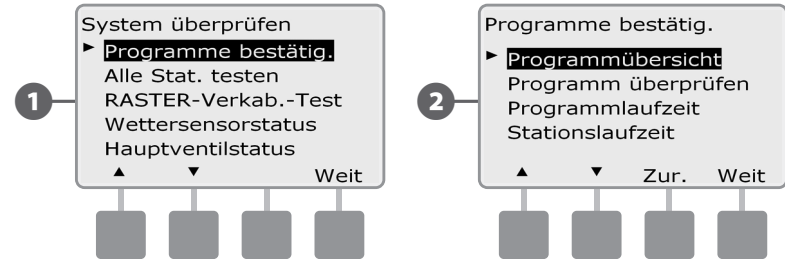 1
System überprüfen
► Programme bestätig.
Alle Stat. testen
RASTER-Verkab.-Test
Wettersensorstatus
Hauptventilstatus
▲ ▼ Weit
2
Programme bestätig.
► Programmübersicht
Programm überprüfen
Programmlaufzeit
Stationslaufzeit
▲ ▼ Zur. Weit